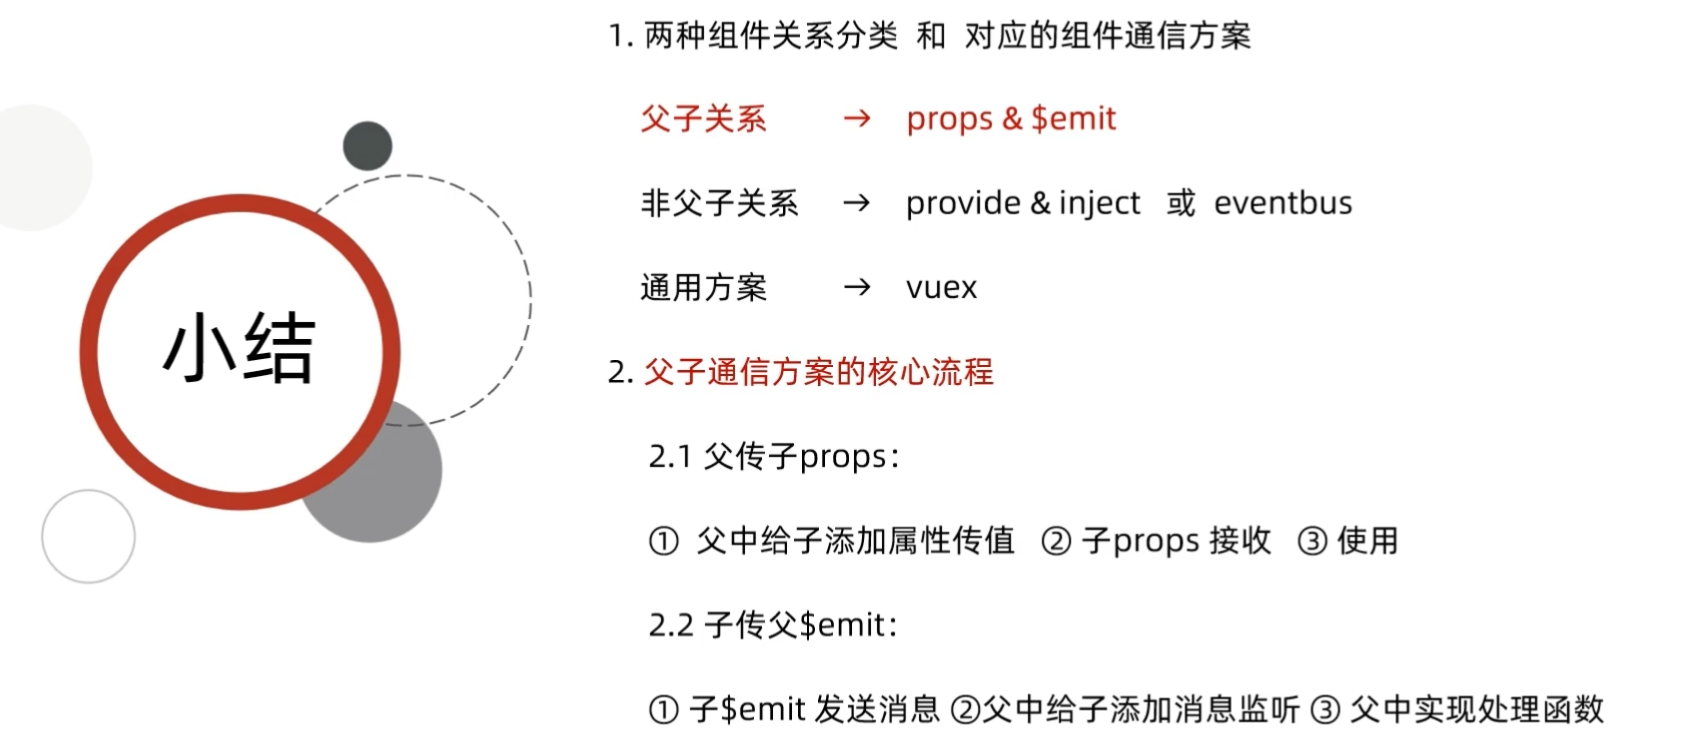 小结
1. 两种组件关系分类 和 对应的组件通信方案
父子关系 → props & $emit
非父子关系 → provide & inject 或 eventbus
通用方案 → vuex
2. 父子通信方案的核心流程
2.1 父传子props：
① 父中给子添加属性传值 ② 子props 接收 ③ 使用
2.2 子传父$emit：
① 子$emit 发送消息 ②父中给子添加消息监听 ③ 父中实现处理函数